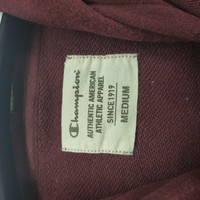 Champion
AUTHENTIC AMERICAN
ATHLETIC APPAREL
SINCE 1919
MEDIUM